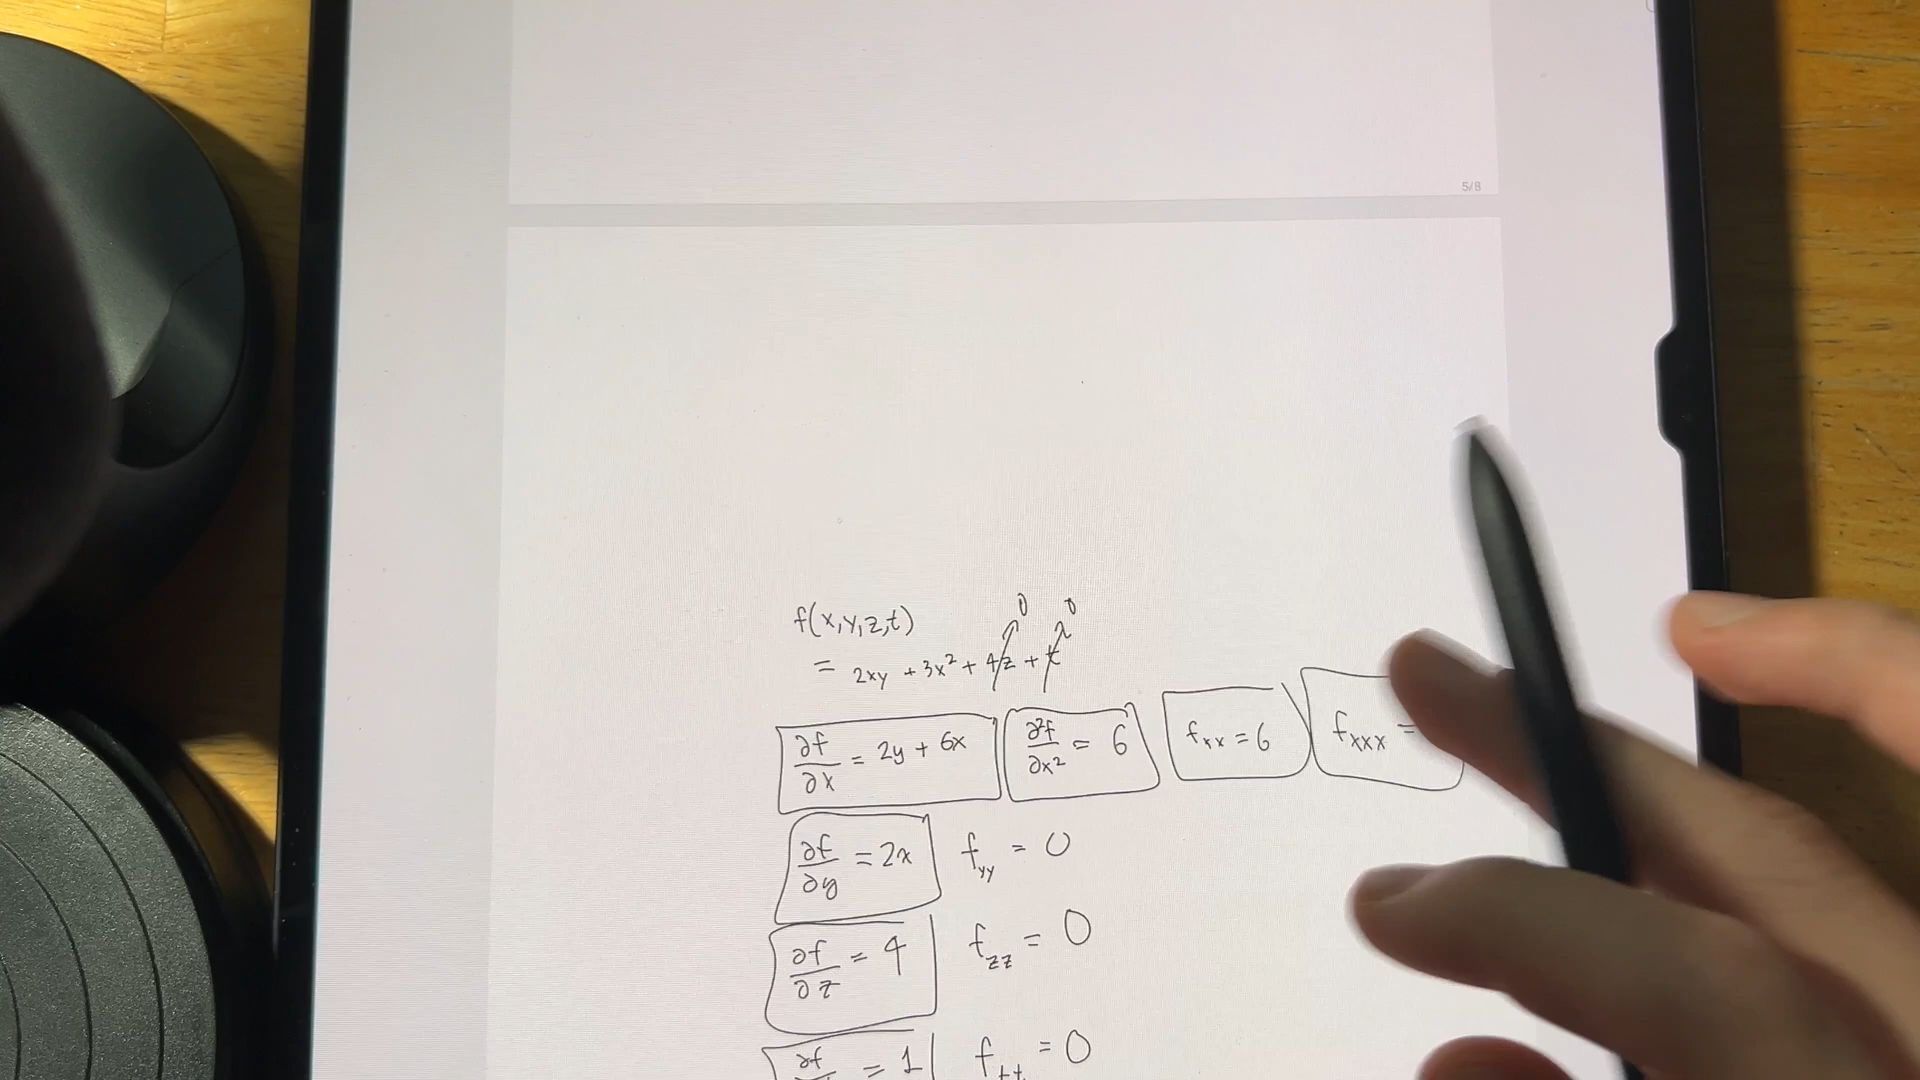 5/8
0 0
f(x,y,z,t)
= 2xy + 3x² + 4z + t
∂f/∂x = 2y + 6x ∂²f/∂x² = 6 fxx = 6 fxxx =
∂f/∂y = 2x fyy = 0
∂f/∂z = 4 fzz = 0
∂f = 1 ftt = 0